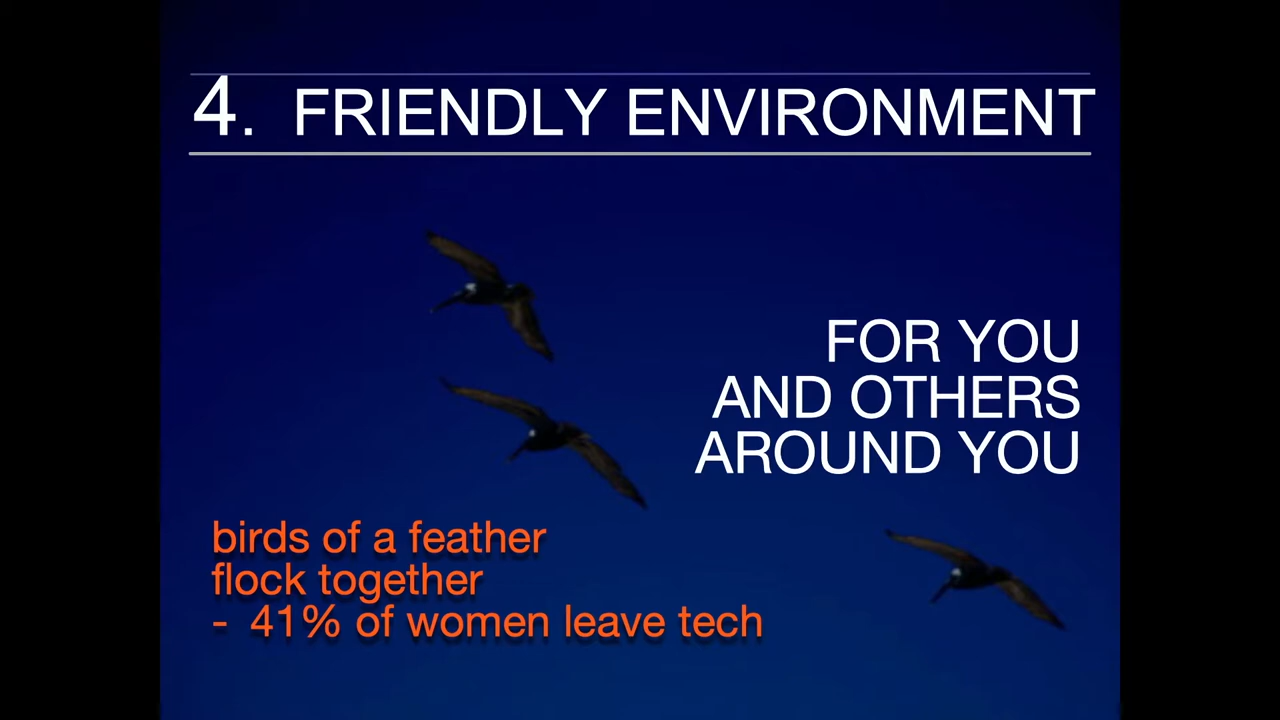 4. FRIENDLY ENVIRONMENT
FOR YOU
AND OTHERS
AROUND YOU
birds of a feather
flock together
- 41% of women leave tech